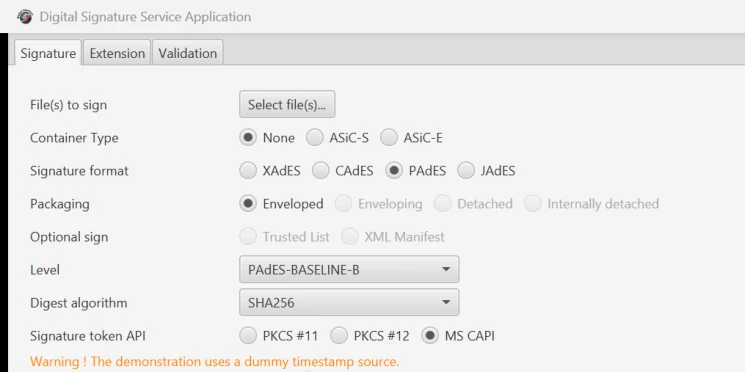 Digital Signature Service Application
Signature Extension Validation
File(s) to sign Select file(s)...
Container Type None ASiC-S ASiC-E
Signature format XAdES CAdES PAdES JAdES
Packaging Enveloped Enveloping Detached Internally detached
Optional sign Trusted List XML Manifest
Level PAdES-BASELINE-B
Digest algorithm SHA256
Signature token API PKCS #11 PKCS #12 MS CAPI
Warning ! The demonstration uses a dummy timestamp source.